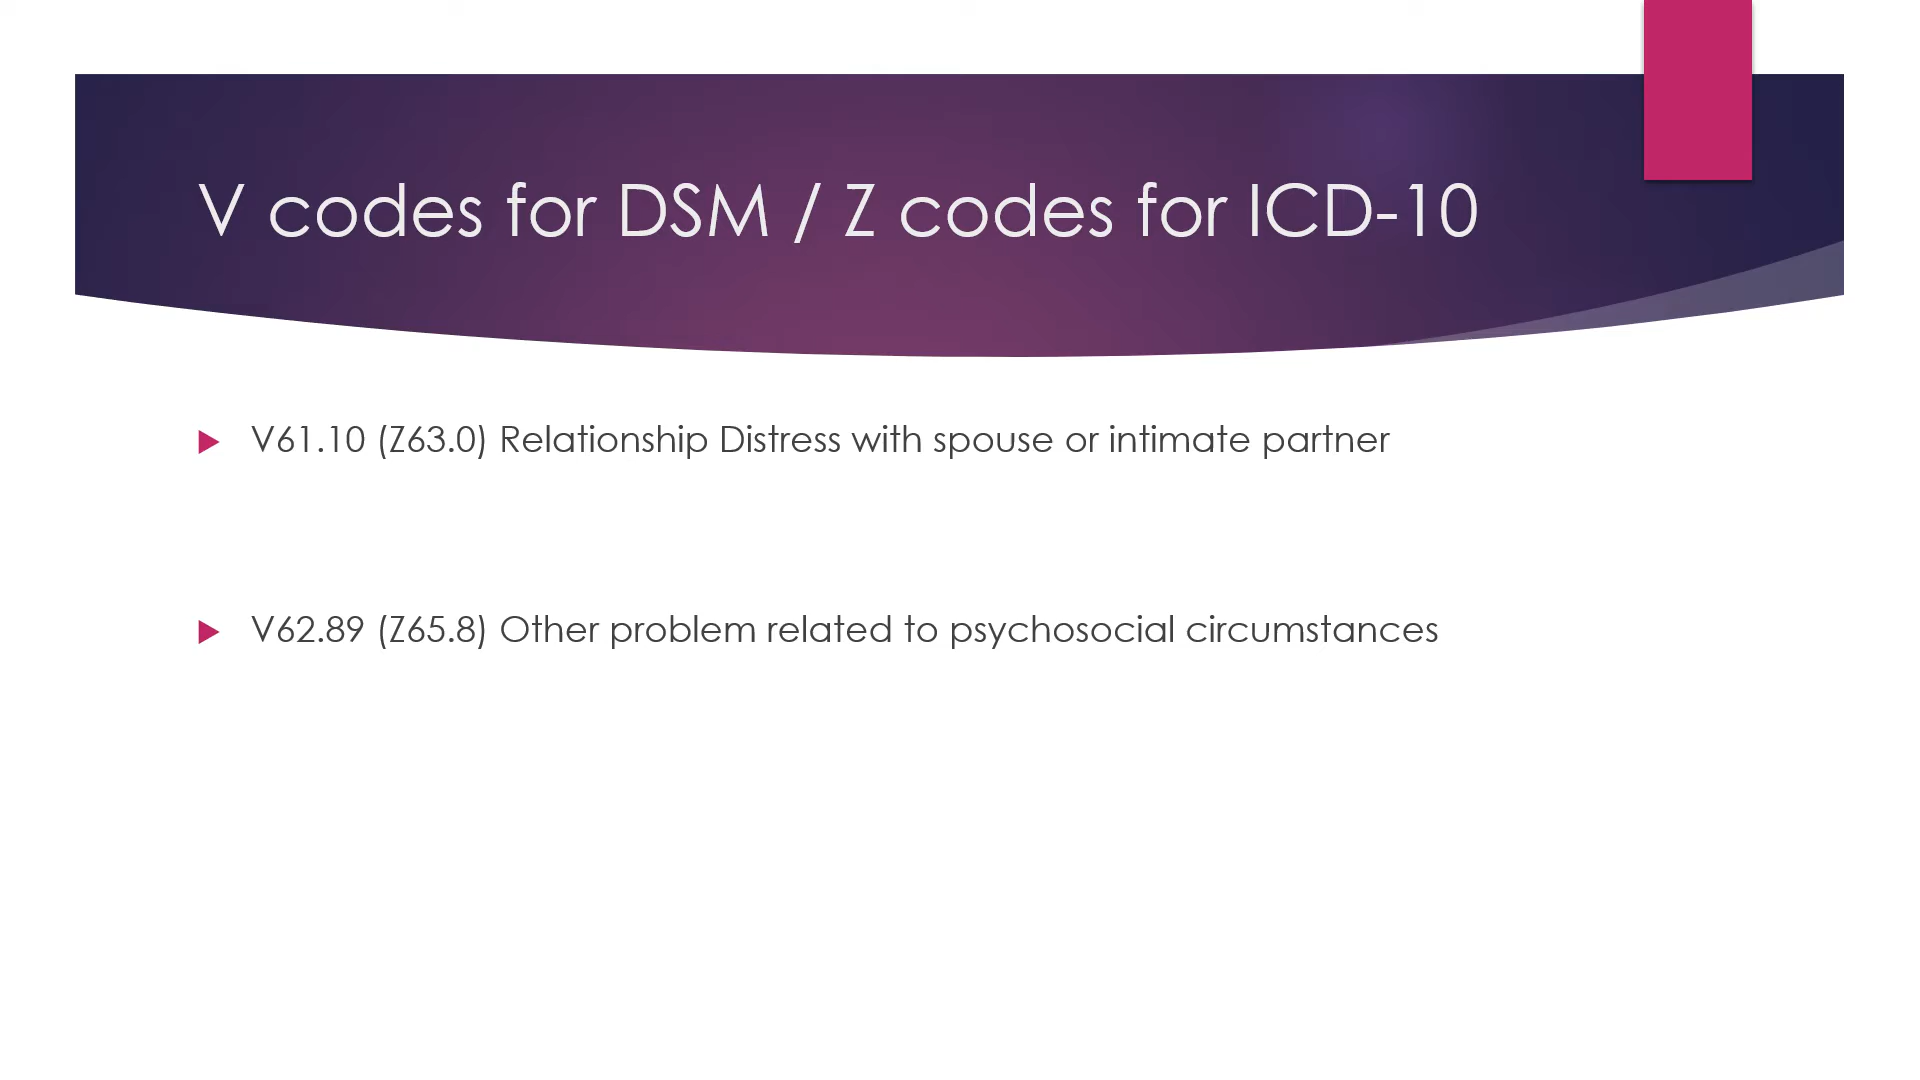 V codes for DSM / Z codes for ICD-10
V61.10 (Z63.0) Relationship Distress with spouse or intimate partner
V62.89 (Z65.8) Other problem related to psychosocial circumstances